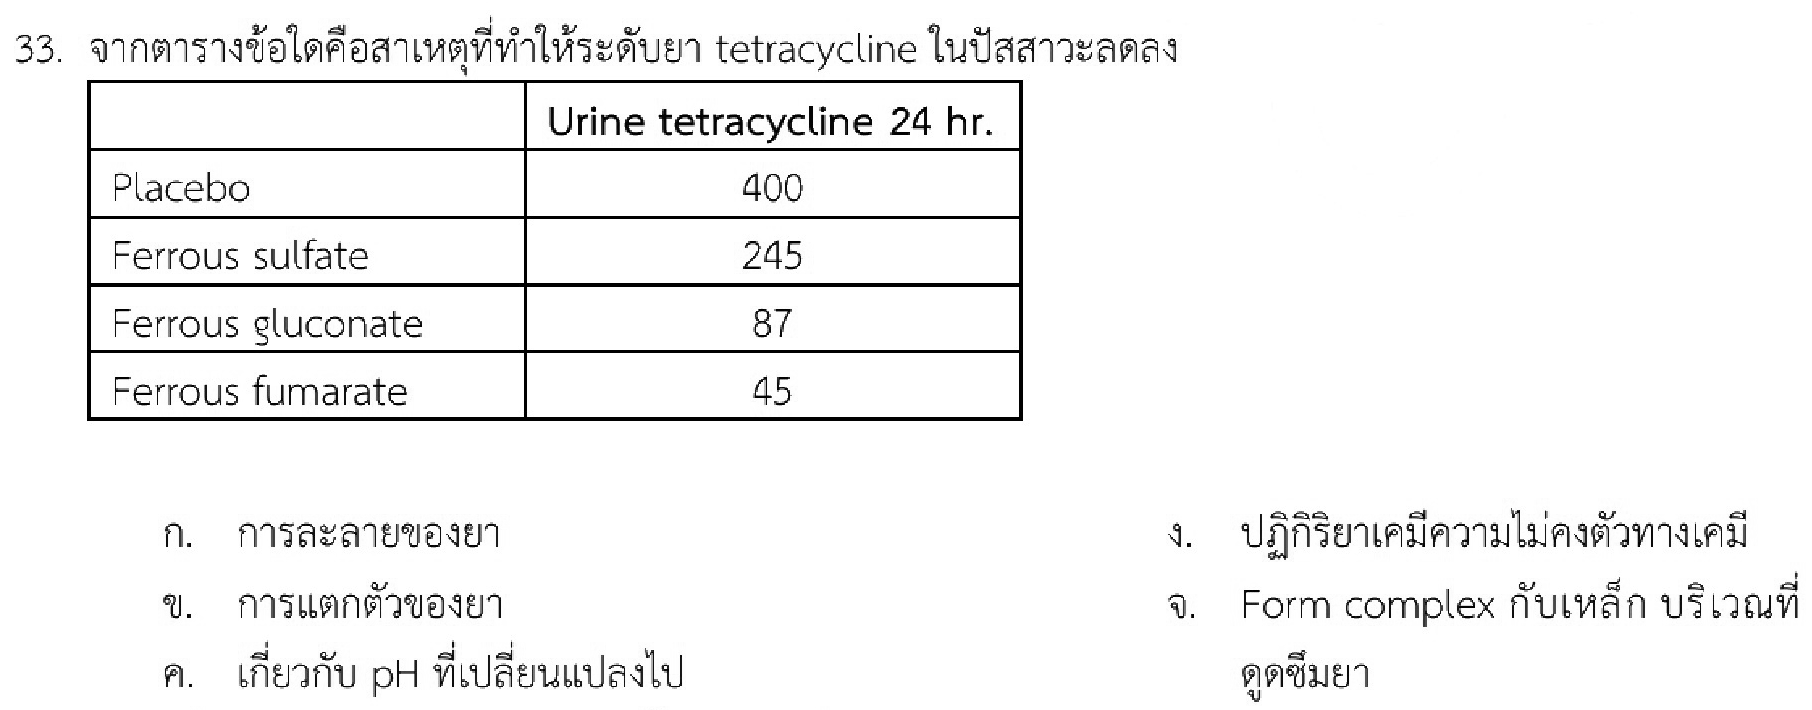 33. จากตารางข้อใดคือสาเหตุที่ทำให้ระดับยา tetracycline ในปัสสาวะลดลง
Urine tetracycline 24 hr.
Placebo 400
Ferrous sulfate 245
Ferrous gluconate 87
Ferrous fumarate 45
ก. การละลายของยา
ข. การแตกตัวของยา
ค. เกี่ยวกับ pH ที่เปลี่ยนแปลงไป
ง. ปฏิกิริยาเคมีความไม่คงตัวทางเคมี
จ. Form complex กับเหล็ก บริเวณที่
ดูดซึมยา